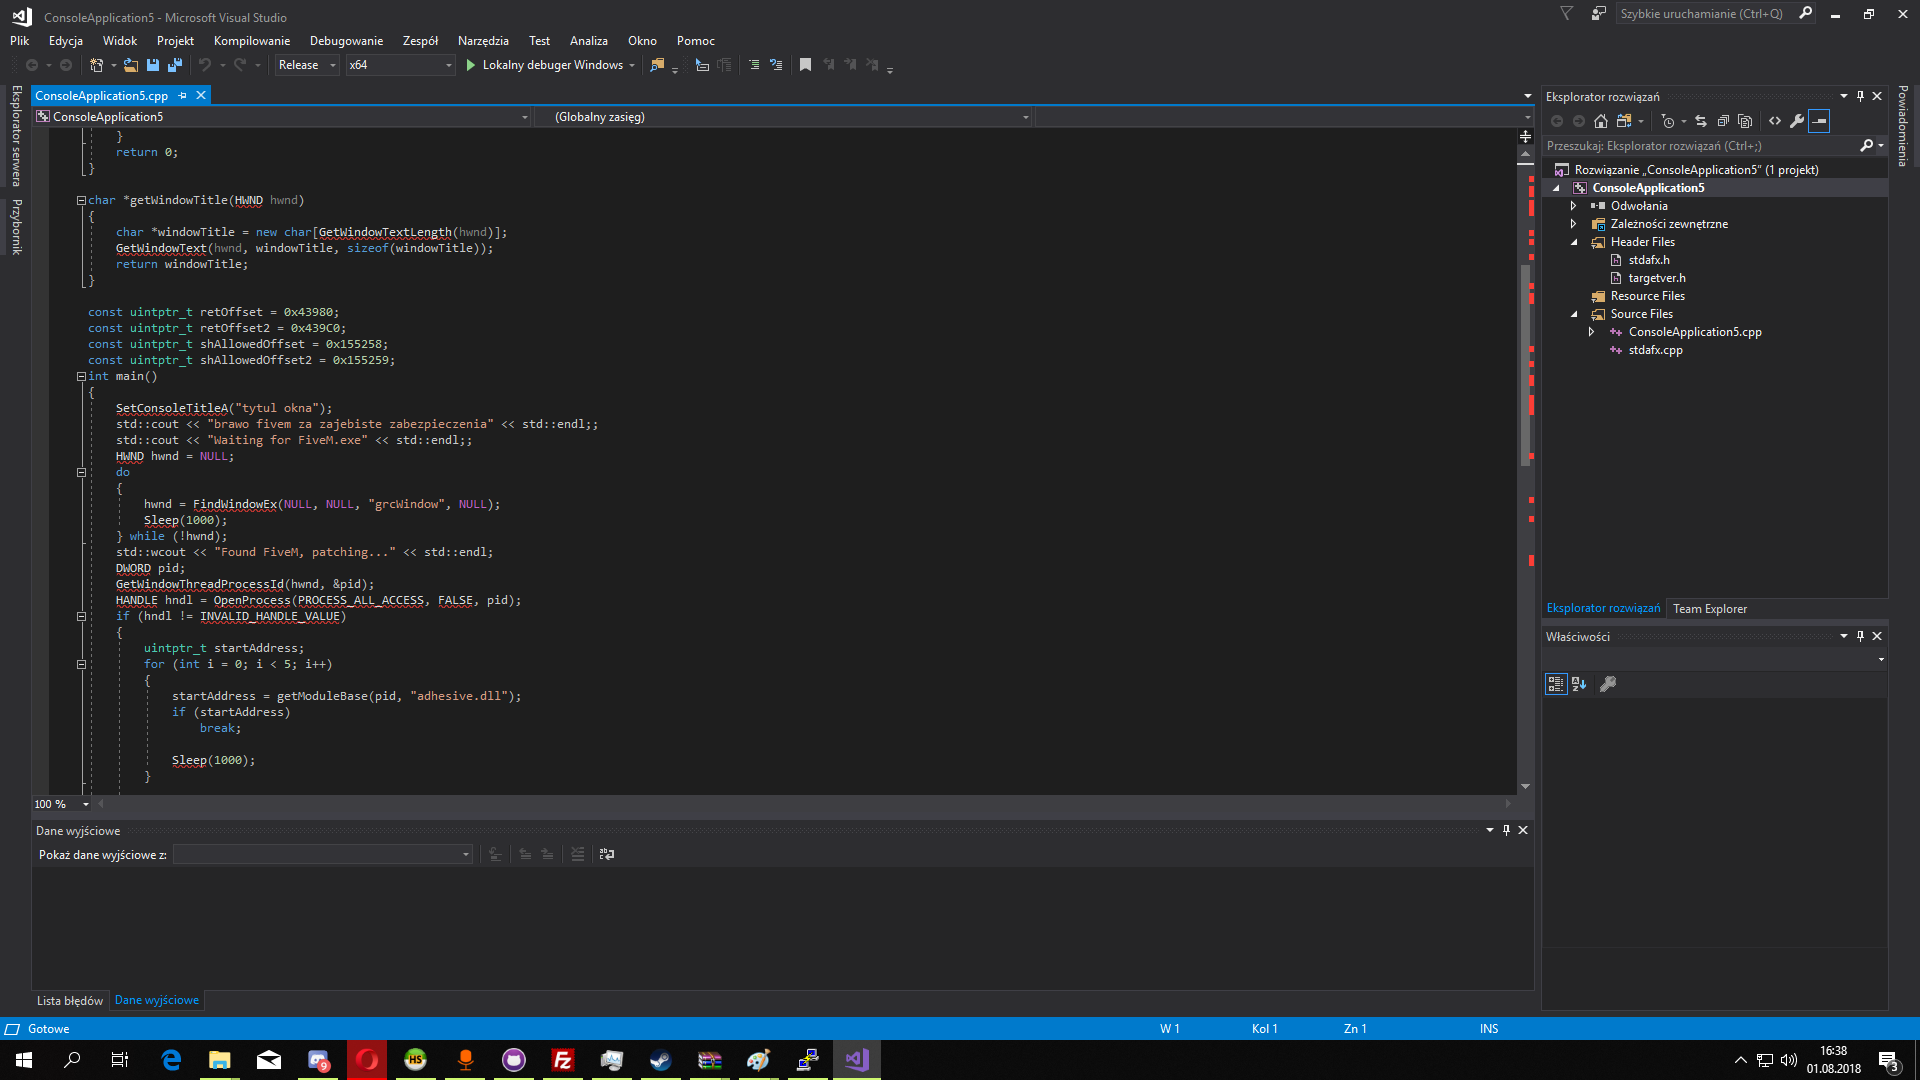 ConsoleApplication5 - Microsoft Visual Studio
Szybkie uruchamianie (Ctrl+Q)
Plik Edycja Widok Projekt Kompilowanie Debugowanie Zespół Narzędzia Test Analiza Okno Pomoc
Release x64 Lokalny debuger Windows
Eksplorator serwera
Przybornik
ConsoleApplication5.cpp
ConsoleApplication5 (Globalny zasięg)
}
return 0;
}
char *getWindowTitle(HWND hwnd)
{
char *windowTitle = new char[GetWindowTextLength(hwnd)];
GetWindowText(hwnd, windowTitle, sizeof(windowTitle));
return windowTitle;
}
const uintptr_t retOffset = 0x43980;
const uintptr_t retOffset2 = 0x439C0;
const uintptr_t shAllowedOffset = 0x155258;
const uintptr_t shAllowedOffset2 = 0x155259;
int main()
{
SetConsoleTitleA("tytul okna");
std::cout << "brawo fivem za zajebiste zabezpieczenia" << std::endl;;
std::cout << "Waiting for FiveM.exe" << std::endl;;
HWND hwnd = NULL;
do
{
hwnd = FindWindowEx(NULL, NULL, "grcWindow", NULL);
Sleep(1000);
} while (!hwnd);
std::wcout << "Found FiveM, patching..." << std::endl;
DWORD pid;
GetWindowThreadProcessId(hwnd, &pid);
HANDLE hndl = OpenProcess(PROCESS_ALL_ACCESS, FALSE, pid);
if (hndl != INVALID_HANDLE_VALUE)
{
uintptr_t startAddress;
for (int i = 0; i < 5; i++)
{
startAddress = getModuleBase(pid, "adhesive.dll");
if (startAddress)
break;
Sleep(1000);
}
100 %
Dane wyjściowe
Pokaż dane wyjściowe z:
Lista błędów Dane wyjściowe
Eksplorator rozwiązań
Przeszukaj: Eksplorator rozwiązań (Ctrl+;)
Rozwiązanie „ConsoleApplication5” (1 projekt)
ConsoleApplication5
Odwołania
Zależności zewnętrzne
Header Files
stdafx.h
targetver.h
Resource Files
Source Files
ConsoleApplication5.cpp
stdafx.cpp
Eksplorator rozwiązań Team Explorer
Właściwości
Powiadomienia
Gotowe W 1 Kol 1 Zn 1 INS
9
HS
16:38
01.08.2018
3